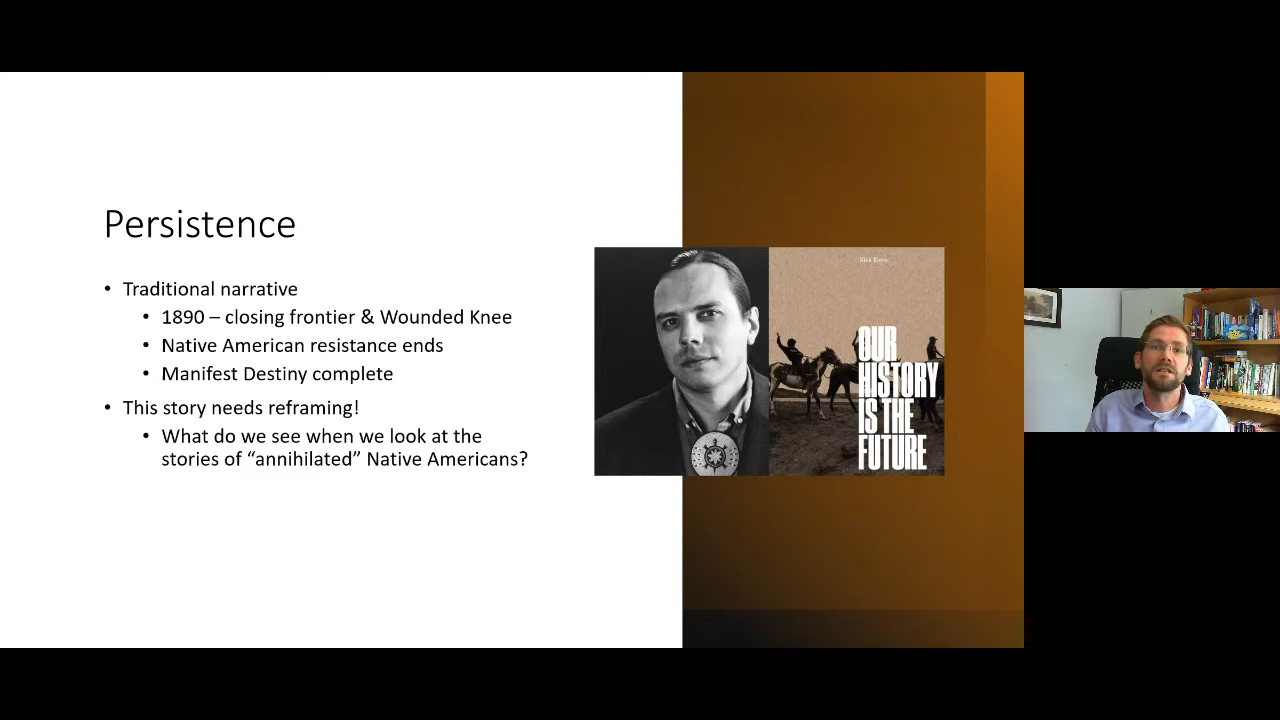 Persistence
• Traditional narrative
• 1890 – closing frontier & Wounded Knee
• Native American resistance ends
• Manifest Destiny complete
• This story needs reframing!
• What do we see when we look at the
stories of “annihilated” Native Americans?
Nick Estes
OUR
HISTORY
IS THE
FUTURE